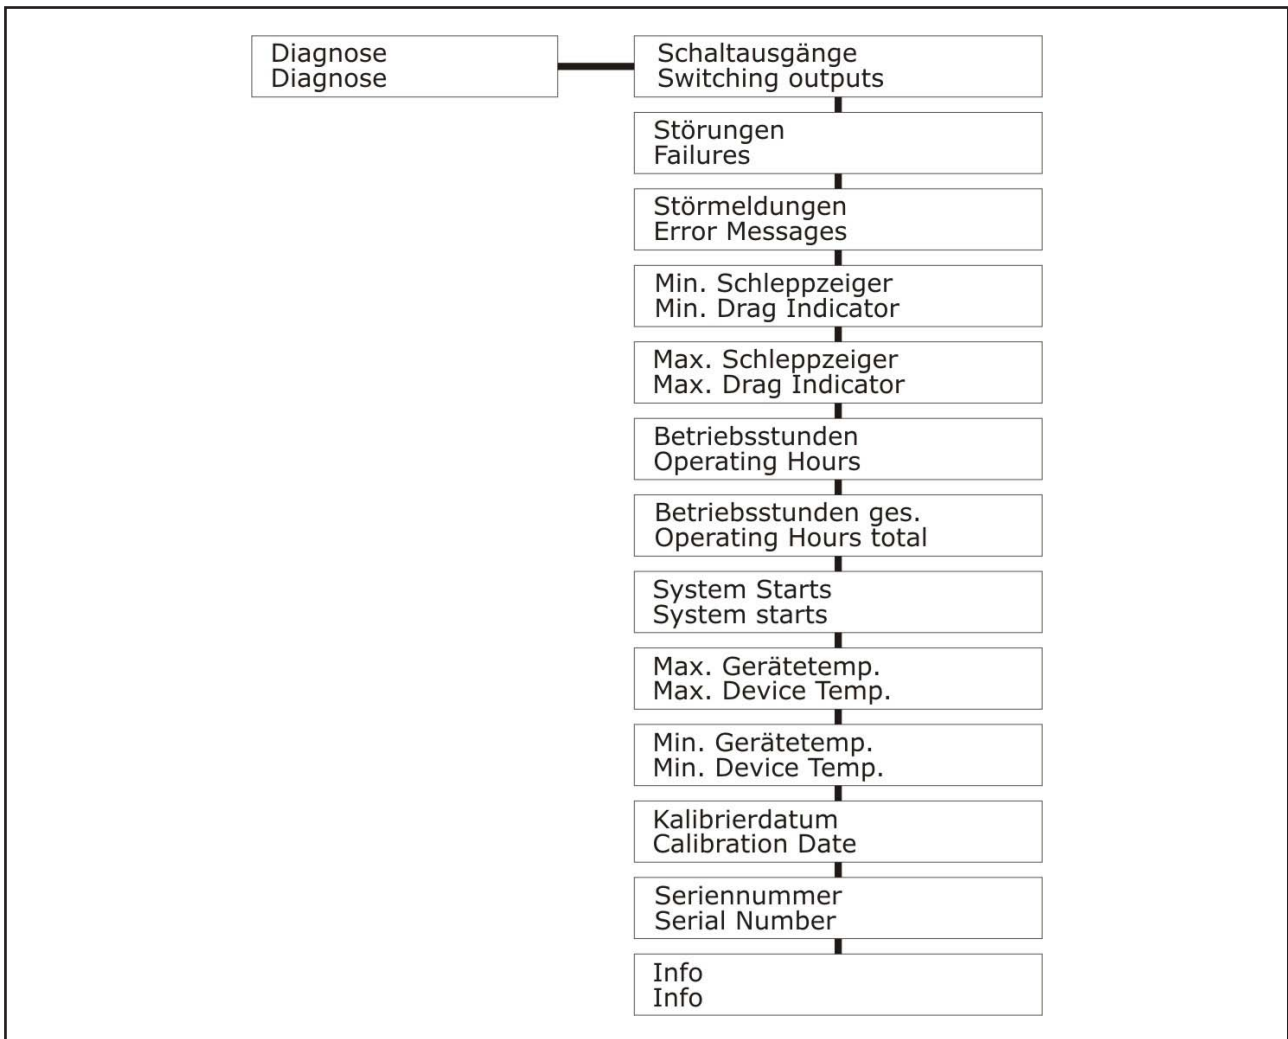 Diagnose
Diagnose
Schaltausgänge
Switching outputs
Störungen
Failures
Störmeldungen
Error Messages
Min. Schleppzeiger
Min. Drag Indicator
Max. Schleppzeiger
Max. Drag Indicator
Betriebsstunden
Operating Hours
Betriebsstunden ges.
Operating Hours total
System Starts
System starts
Max. Gerätetemp.
Max. Device Temp.
Min. Gerätetemp.
Min. Device Temp.
Kalibrierdatum
Calibration Date
Seriennummer
Serial Number
Info
Info